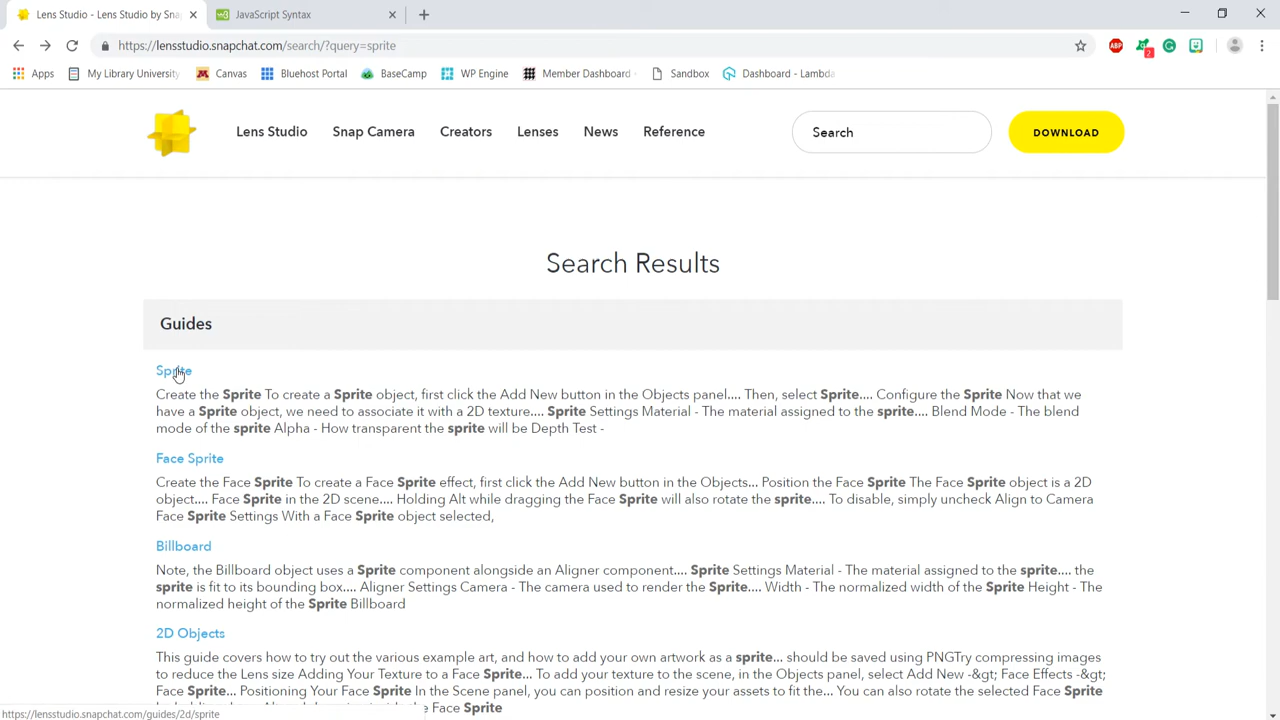 Lens Studio - Lens Studio by Sna
JavaScript Syntax
https://lensstudio.snapchat.com/search/?query=sprite
ABP
2
Apps
My Library University
Canvas
Bluehost Portal
BaseCamp
WP Engine
Member Dashboard
Sandbox
Dashboard - Lambda
Lens Studio
Snap Camera
Creators
Lenses
News
Reference
Search
DOWNLOAD
Search Results
Guides
Sprite
Create the Sprite To create a Sprite object, first click the Add New button in the Objects panel.... Then, select Sprite.... Configure the Sprite Now that we
have a Sprite object, we need to associate it with a 2D texture.... Sprite Settings Material - The material assigned to the sprite.... Blend Mode - The blend
mode of the sprite Alpha - How transparent the sprite will be Depth Test -
Face Sprite
Create the Face Sprite To create a Face Sprite effect, first click the Add New button in the Objects... Position the Face Sprite The Face Sprite object is a 2D
object.... Face Sprite in the 2D scene.... Holding Alt while dragging the Face Sprite will also rotate the sprite.... To disable, simply uncheck Align to Camera
Face Sprite Settings With a Face Sprite object selected,
Billboard
Note, the Billboard object uses a Sprite component alongside an Aligner component.... Sprite Settings Material - The material assigned to the sprite.... the
sprite is fit to its bounding box.... Aligner Settings Camera - The camera used to render the Sprite.... Width - The normalized width of the Sprite Height - The
normalized height of the Sprite Billboard
2D Objects
This guide covers how to try out the various example art, and how to add your own artwork as a sprite... should be saved using PNGTry compressing images
to reduce the Lens size Adding Your Texture to a Face Sprite... To add your texture to the scene, in the Objects panel, select Add New -&gt; Face Effects -&gt;
Face Sprite... Positioning Your Face Sprite In the Scene panel, you can position and resize your assets to fit the... You can also rotate the selected Face Sprite
Face Sprite
https://lensstudio.snapchat.com/guides/2d/sprite